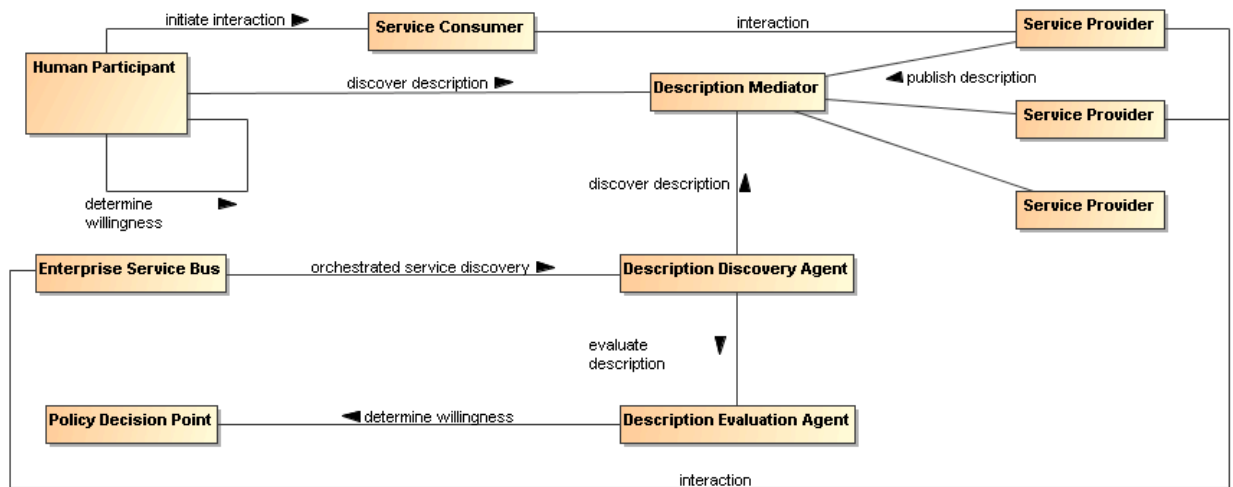 initiate interaction
Service Consumer
interaction
Service Provider
Human Participant
discover description
Description Mediator
publish description
Service Provider
discover description
determine
willingness
Service Provider
Enterprise Service Bus
orchestrated service discovery
Description Discovery Agent
evaluate
description
Policy Decision Point
determine willingness
Description Evaluation Agent
interaction